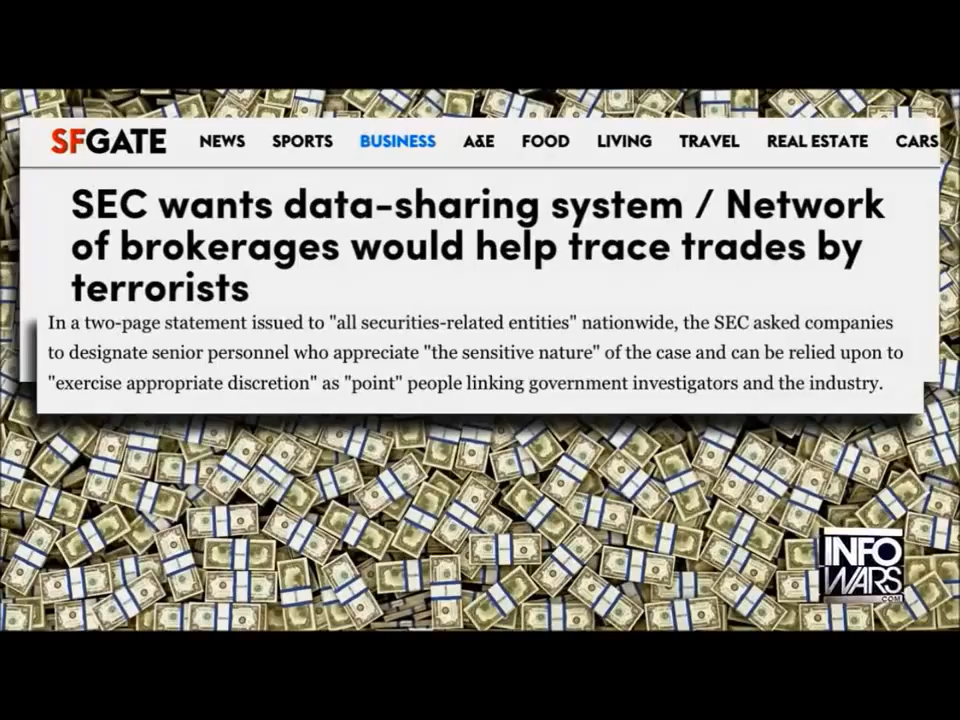 SFGATE NEWS SPORTS BUSINESS A&E FOOD LIVING TRAVEL REAL ESTATE CARS
SEC wants data-sharing system / Network
of brokerages would help trace trades by
terrorists
In a two-page statement issued to "all securities-related entities" nationwide, the SEC asked companies
to designate senior personnel who appreciate "the sensitive nature" of the case and can be relied upon to
"exercise appropriate discretion" as "point" people linking government investigators and the industry.
INFO
WARS
.COM